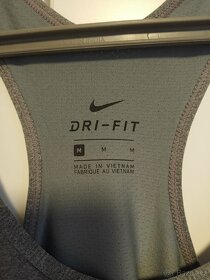 DRI-FIT
M M M
MADE IN VIETNAM
FABRIQUÉ AU VIETNAM